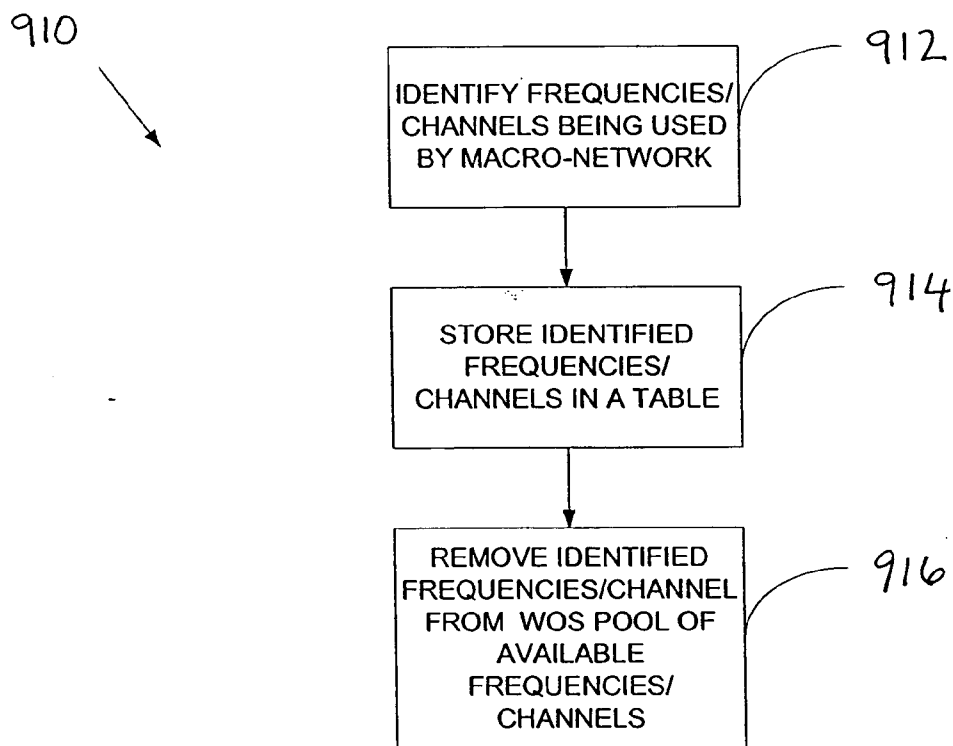 910
912
IDENTIFY FREQUENCIES/
CHANNELS BEING USED
BY MACRO-NETWORK
914
STORE IDENTIFIED
FREQUENCIES/
CHANNELS IN A TABLE
916
REMOVE IDENTIFIED
FREQUENCIES/CHANNEL
FROM WOS POOL OF
AVAILABLE
FREQUENCIES/
CHANNELS